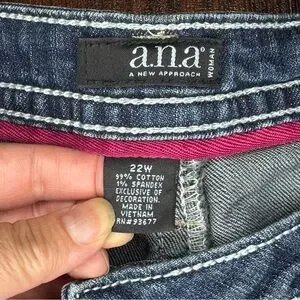 a.n.a®
A NEW APPROACH
WOMAN
22W
99% COTTON
1% SPANDEX
EXCLUSIVE OF
DECORATION.
MADE IN
VIETNAM
RN#93677